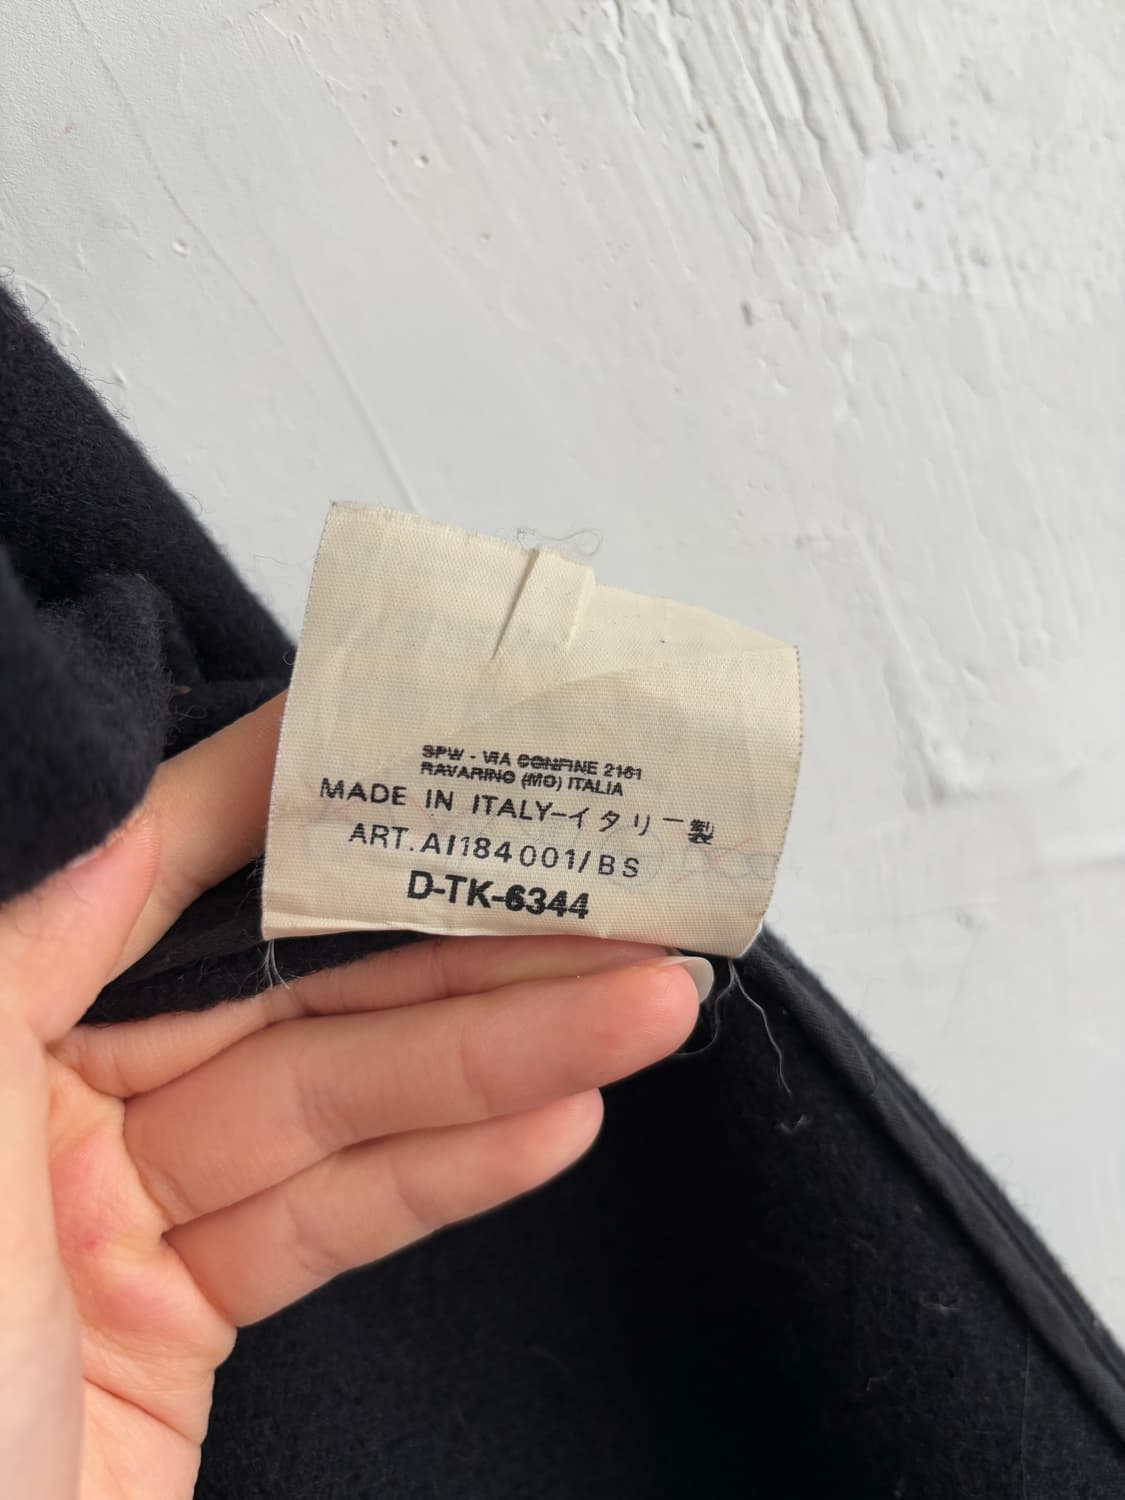 SPW - VIA CONFINE 2161
RAVARINO (MO) ITALIA
MADE IN ITALY-イタリー製
ART. AI184001/BS
D-TK-6344